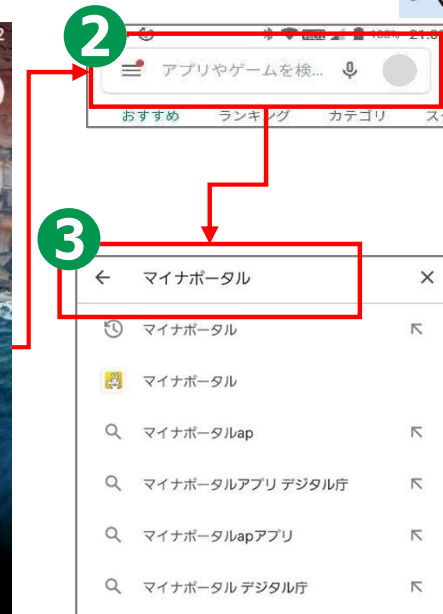 2
アプリやゲームを検...
おすすめ ランキング カテゴリ
3
マイナポータル
マイナポータル
マイナポータル
マイナポータルap
マイナポータルアプリ デジタル庁
マイナポータルapアプリ
マイナポータル デジタル庁